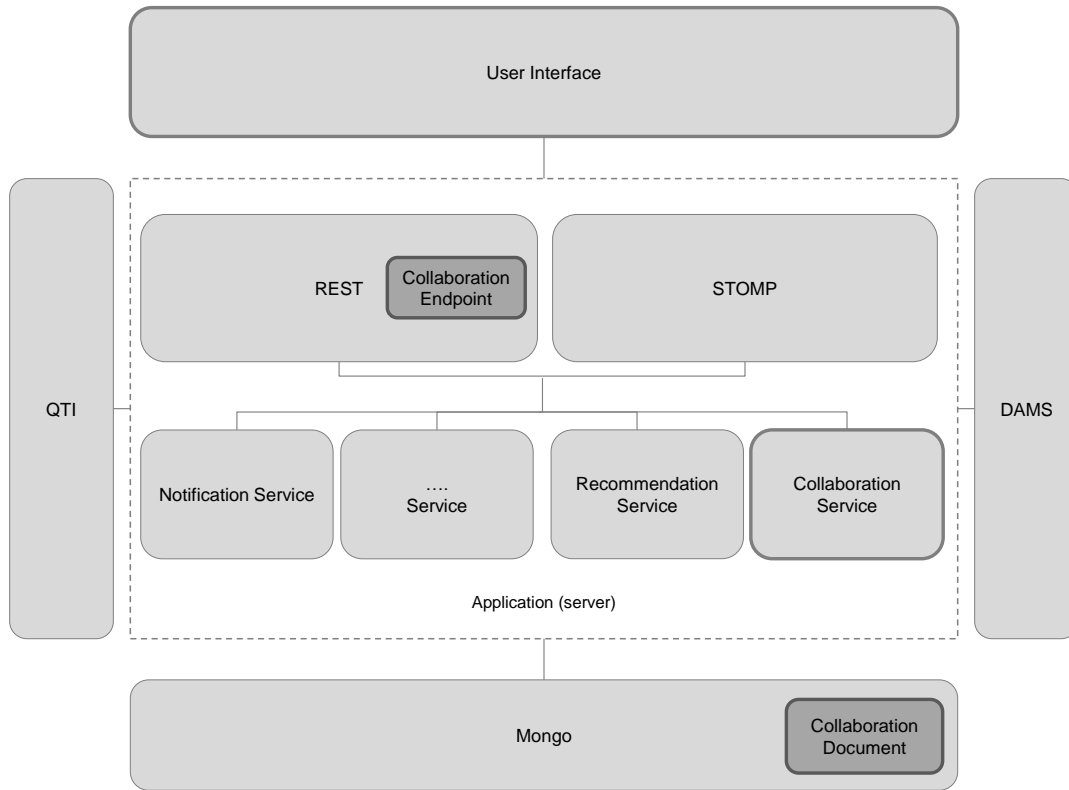 User Interface
REST
Collaboration
Endpoint
STOMP
QTI
DAMS
Notification Service
….
Service
Recommendation
Service
Collaboration
Service
Application (server)
Mongo
Collaboration
Document